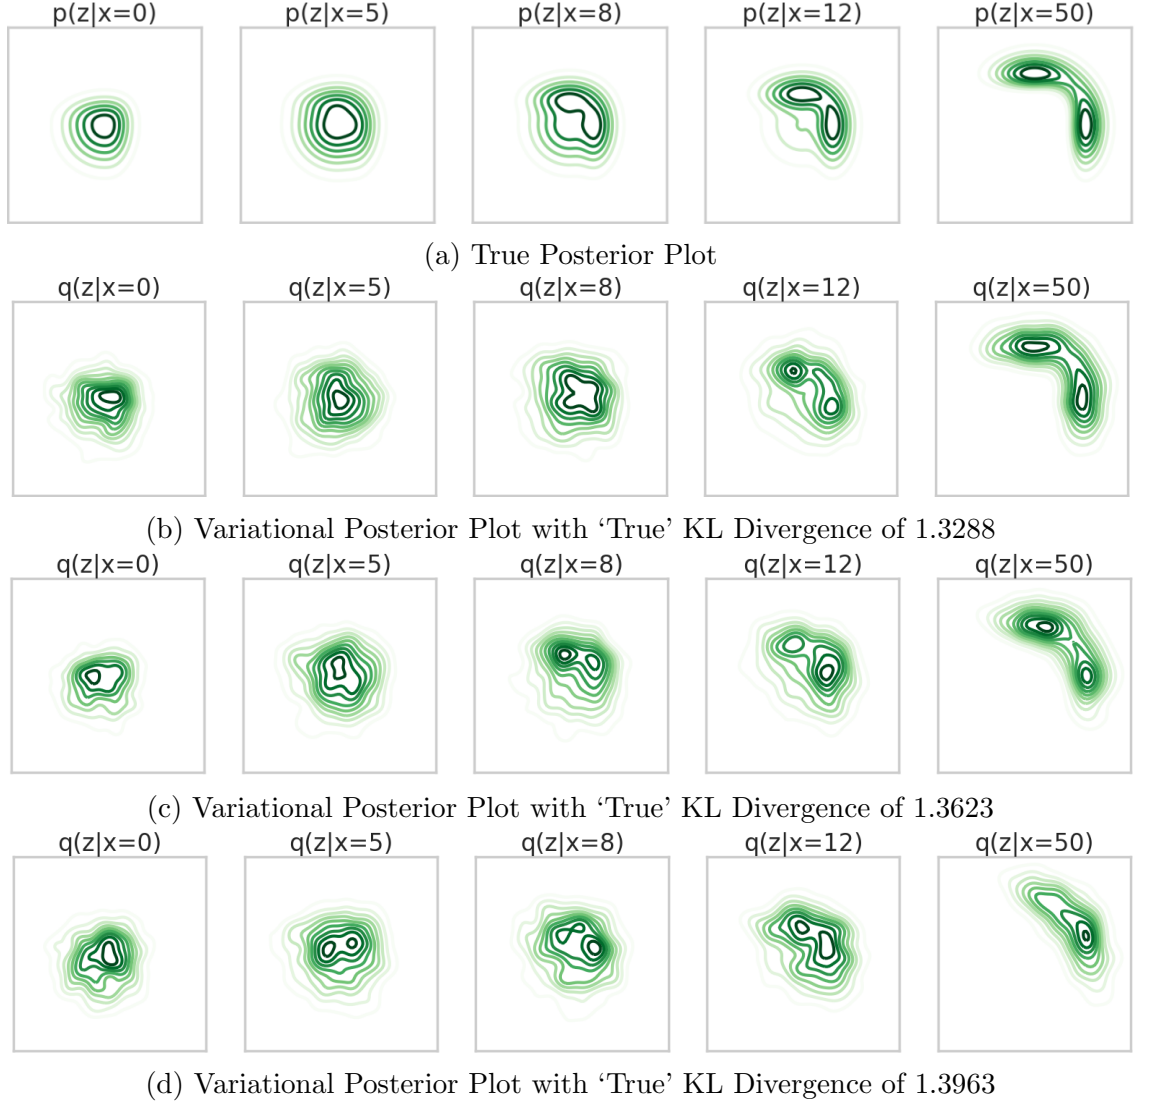 p(z|x=0) p(z|x=5) p(z|x=8) p(z|x=12) p(z|x=50)
(a) True Posterior Plot
q(z|x=0) q(z|x=5) q(z|x=8) q(z|x=12) q(z|x=50)
(b) Variational Posterior Plot with ‘True’ KL Divergence of 1.3288
q(z|x=0) q(z|x=5) q(z|x=8) q(z|x=12) q(z|x=50)
(c) Variational Posterior Plot with ‘True’ KL Divergence of 1.3623
q(z|x=0) q(z|x=5) q(z|x=8) q(z|x=12) q(z|x=50)
(d) Variational Posterior Plot with ‘True’ KL Divergence of 1.3963